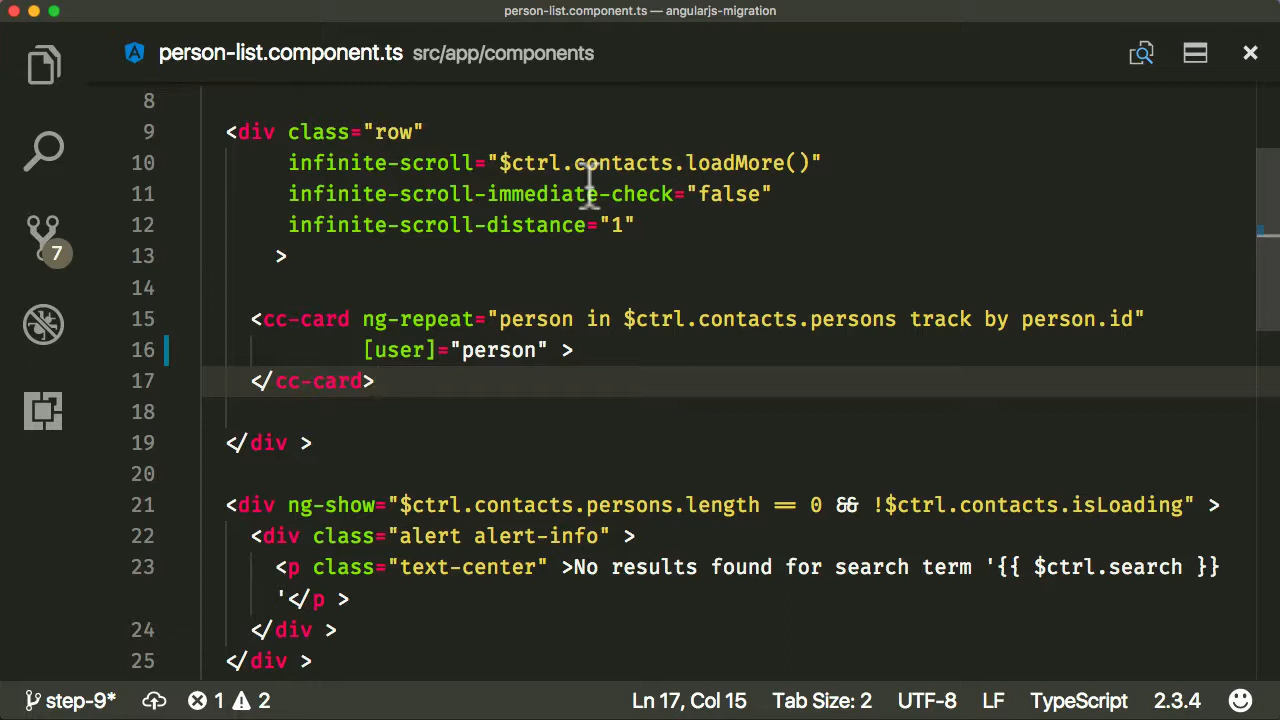 person-list.component.ts — angularjs-migration
person-list.component.ts src/app/components
8
9 <div class="row"
10 infinite-scroll="$ctrl.contacts.loadMore()"
11 infinite-scroll-immediate-check="false"
12 infinite-scroll-distance="1"
13 >
14
15 <cc-card ng-repeat="person in $ctrl.contacts.persons track by person.id"
16 [user]="person" >
17 </cc-card>
18
19 </div >
20
21 <div ng-show="$ctrl.contacts.persons.length == 0 && !$ctrl.contacts.isLoading" >
22 <div class="alert alert-info" >
23 <p class="text-center" >No results found for search term '{{ $ctrl.search }}
'</p >
24 </div >
25 </div >
7
step-9* 1 2 Ln 17, Col 15 Tab Size: 2 UTF-8 LF TypeScript 2.3.4